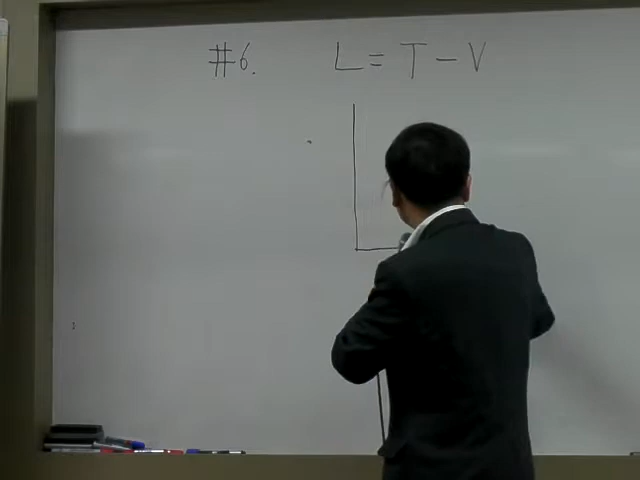 #6. L = T - V